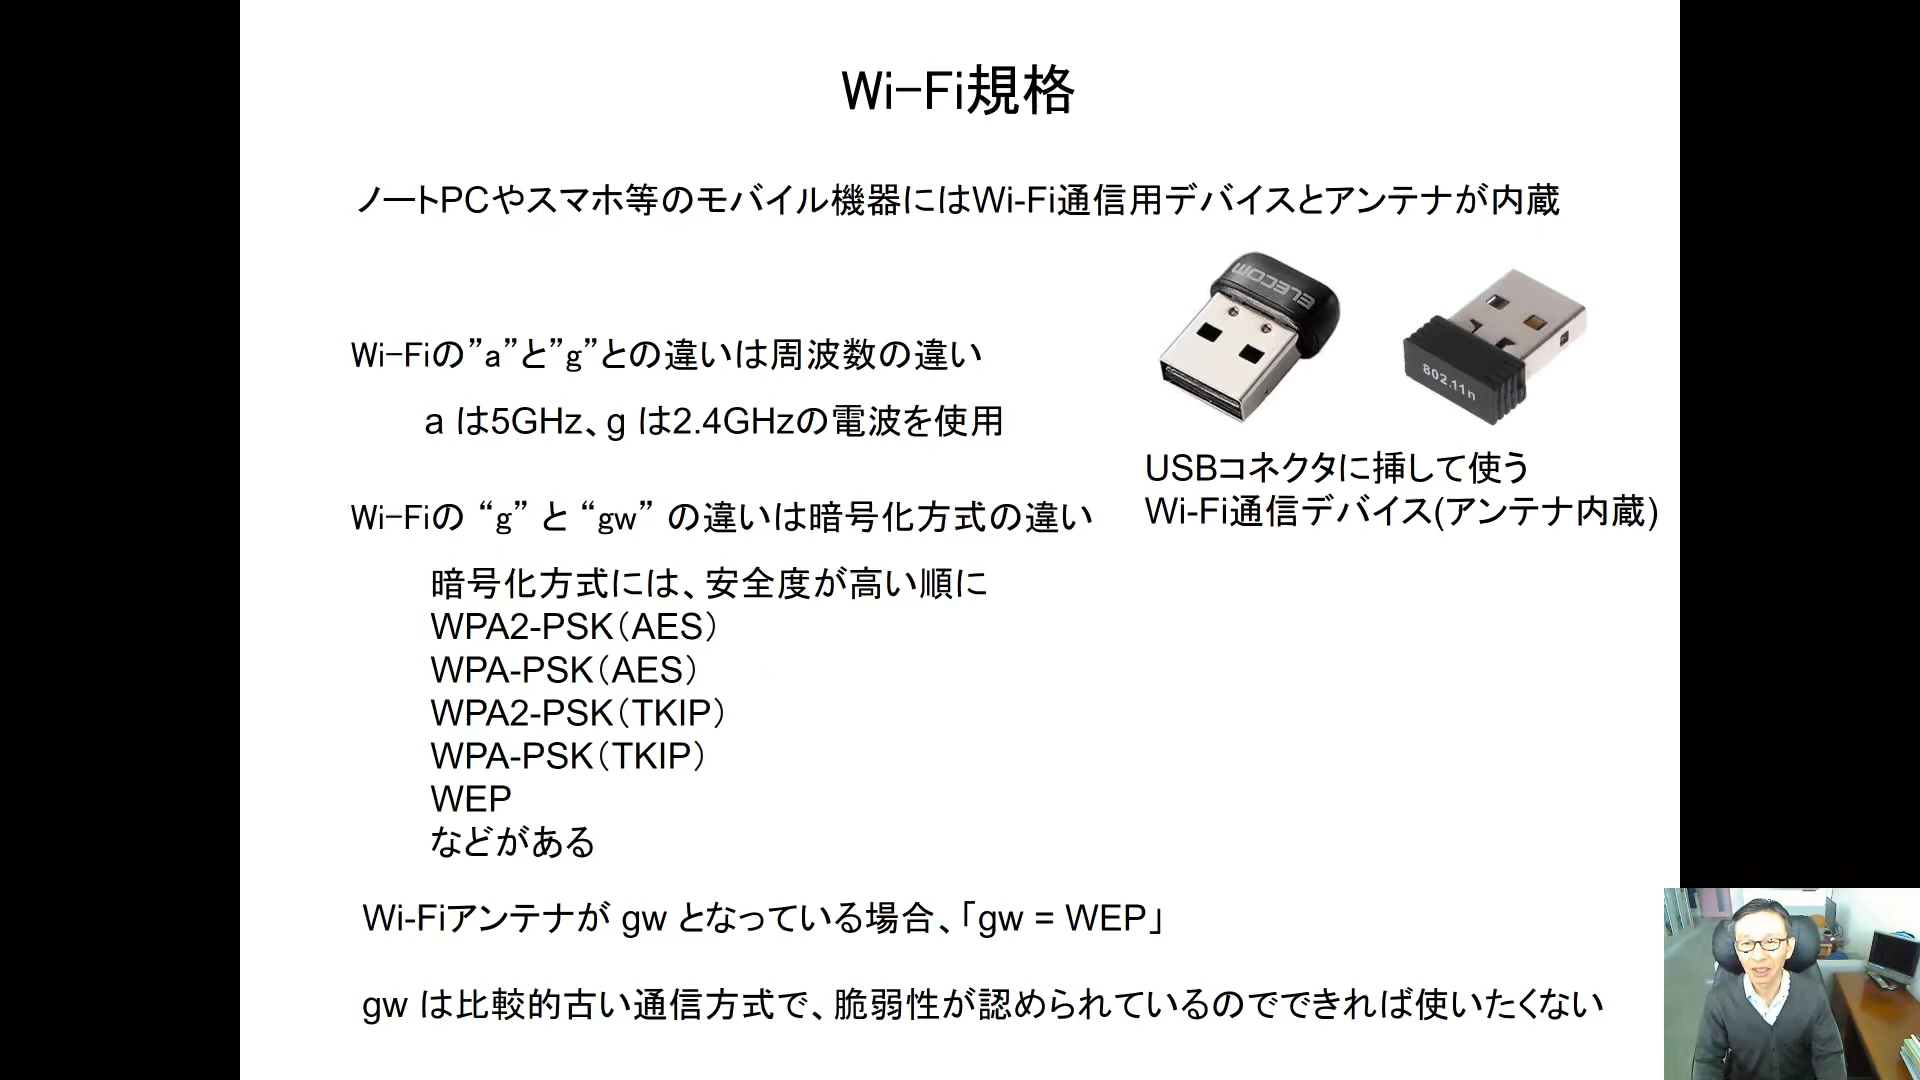 Wi-Fi規格
ノートPCやスマホ等のモバイル機器にはWi-Fi通信用デバイスとアンテナが内蔵
ELECOM
802.11n
Wi-Fiの”a”と”g”との違いは周波数の違い
a は5GHz、g は2.4GHzの電波を使用
USBコネクタに挿して使う
Wi-Fi通信デバイス(アンテナ内蔵)
Wi-Fiの “g” と “gw” の違いは暗号化方式の違い
暗号化方式には、安全度が高い順に
WPA2-PSK（AES）
WPA-PSK（AES）
WPA2-PSK（TKIP）
WPA-PSK（TKIP）
WEP
などがある
Wi-Fiアンテナが gw となっている場合、「gw = WEP」
gw は比較的古い通信方式で、脆弱性が認められているのでできれば使いたくない